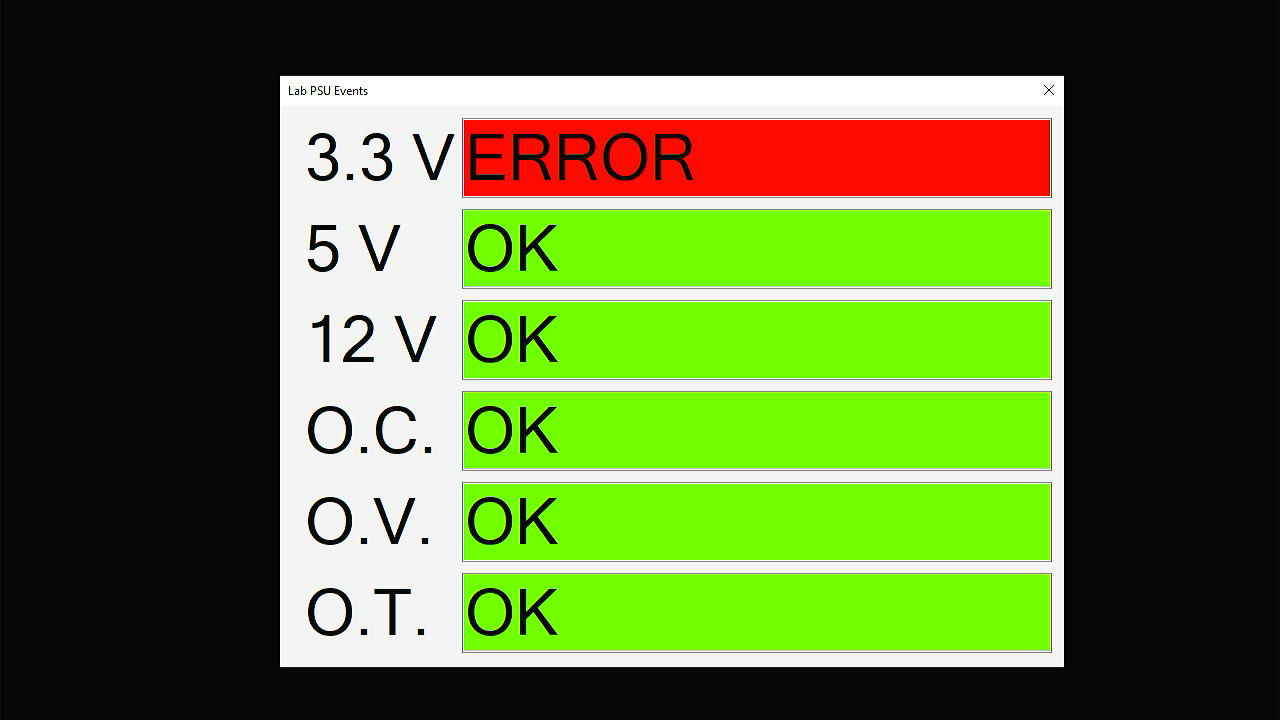 Lab PSU Events
3.3 V ERROR
5 V OK
12 V OK
O.C. OK
O.V. OK
O.T. OK